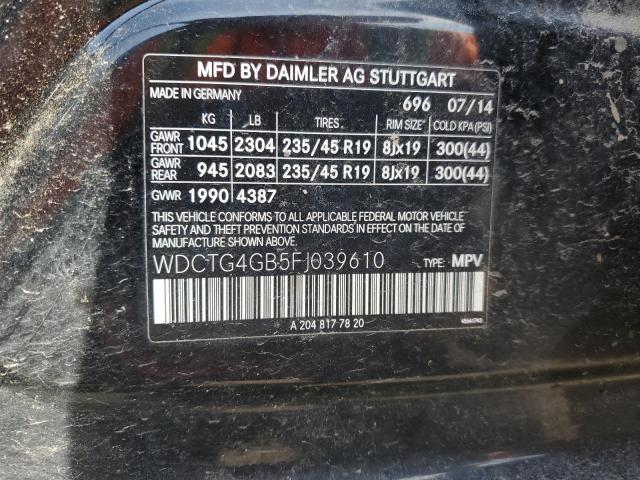 MFD BY DAIMLER AG STUTTGART
MADE IN GERMANY
696 07/14
KG LB TIRES RIM SIZE COLD KPA (PSI)
GAWR FRONT 1045 2304 235/45 R19 8Jx19 300(44)
GAWR REAR 945 2083 235/45 R19 8Jx19 300(44)
GVWR 1990 4387
THIS VEHICLE CONFORMS TO ALL APPLICABLE FEDERAL MOTOR VEHICLE
SAFETY AND THEFT PREVENTION STANDARDS IN EFFECT ON THE DATE OF
MANUFACTURE SHOWN ABOVE.
WDCTG4GB5FJ039610 TYPE: MPV
A 204 817 78 20